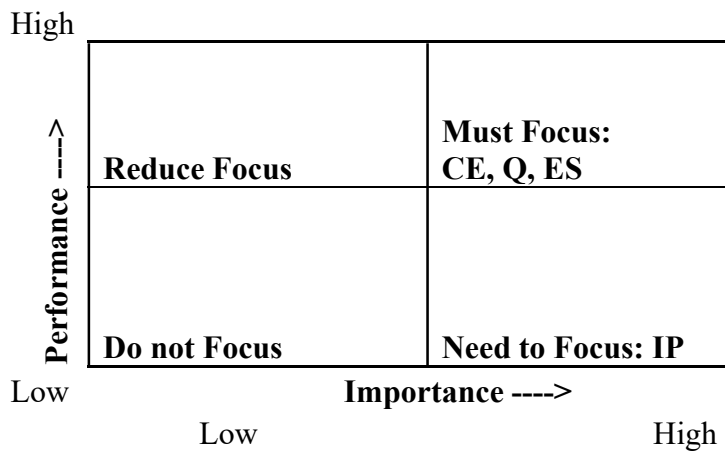 High
Performance ---->
Must Focus:
Reduce Focus CE, Q, ES
Do not Focus Need to Focus: IP
Low Importance ---->
Low High